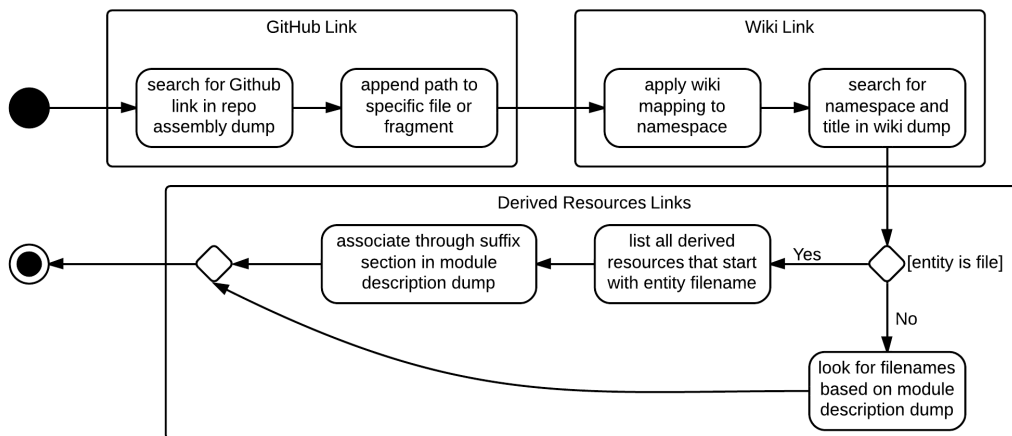 GitHub Link
search for Github
link in repo
assembly dump
append path to
specific file or
fragment
Wiki Link
apply wiki
mapping to
namespace
search for
namespace and
title in wiki dump
Derived Resources Links
[entity is file]
Yes
list all derived
resources that start
with entity filename
associate through suffix
section in module
description dump
No
look for filenames
based on module
description dump